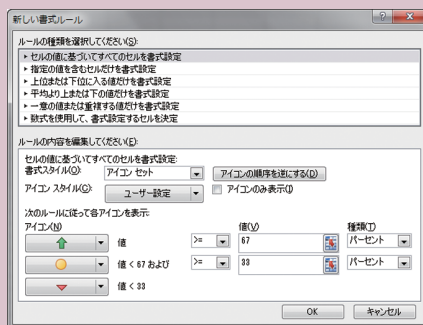 新しい書式ルール
ルールの種類を選択してください(S):
セルの値に基づいてすべてのセルを書式設定
指定の値を含むセルだけを書式設定
上位または下位に入る値だけを書式設定
平均より上または下の値だけを書式設定
一意の値または重複する値だけを書式設定
数式を使用して、書式設定するセルを決定
ルールの内容を編集してください(E):
セルの値に基づいてすべてのセルを書式設定:
書式スタイル(O): アイコン セット アイコンの順序を逆にする(D)
アイコン スタイル(C): ユーザー設定 アイコンのみ表示(I)
次のルールに従って各アイコンを表示:
アイコン(N) 値(V) 種類(T)
値 >= 67 パーセント
値 < 67 および >= 33 パーセント
値 < 33
OK キャンセル